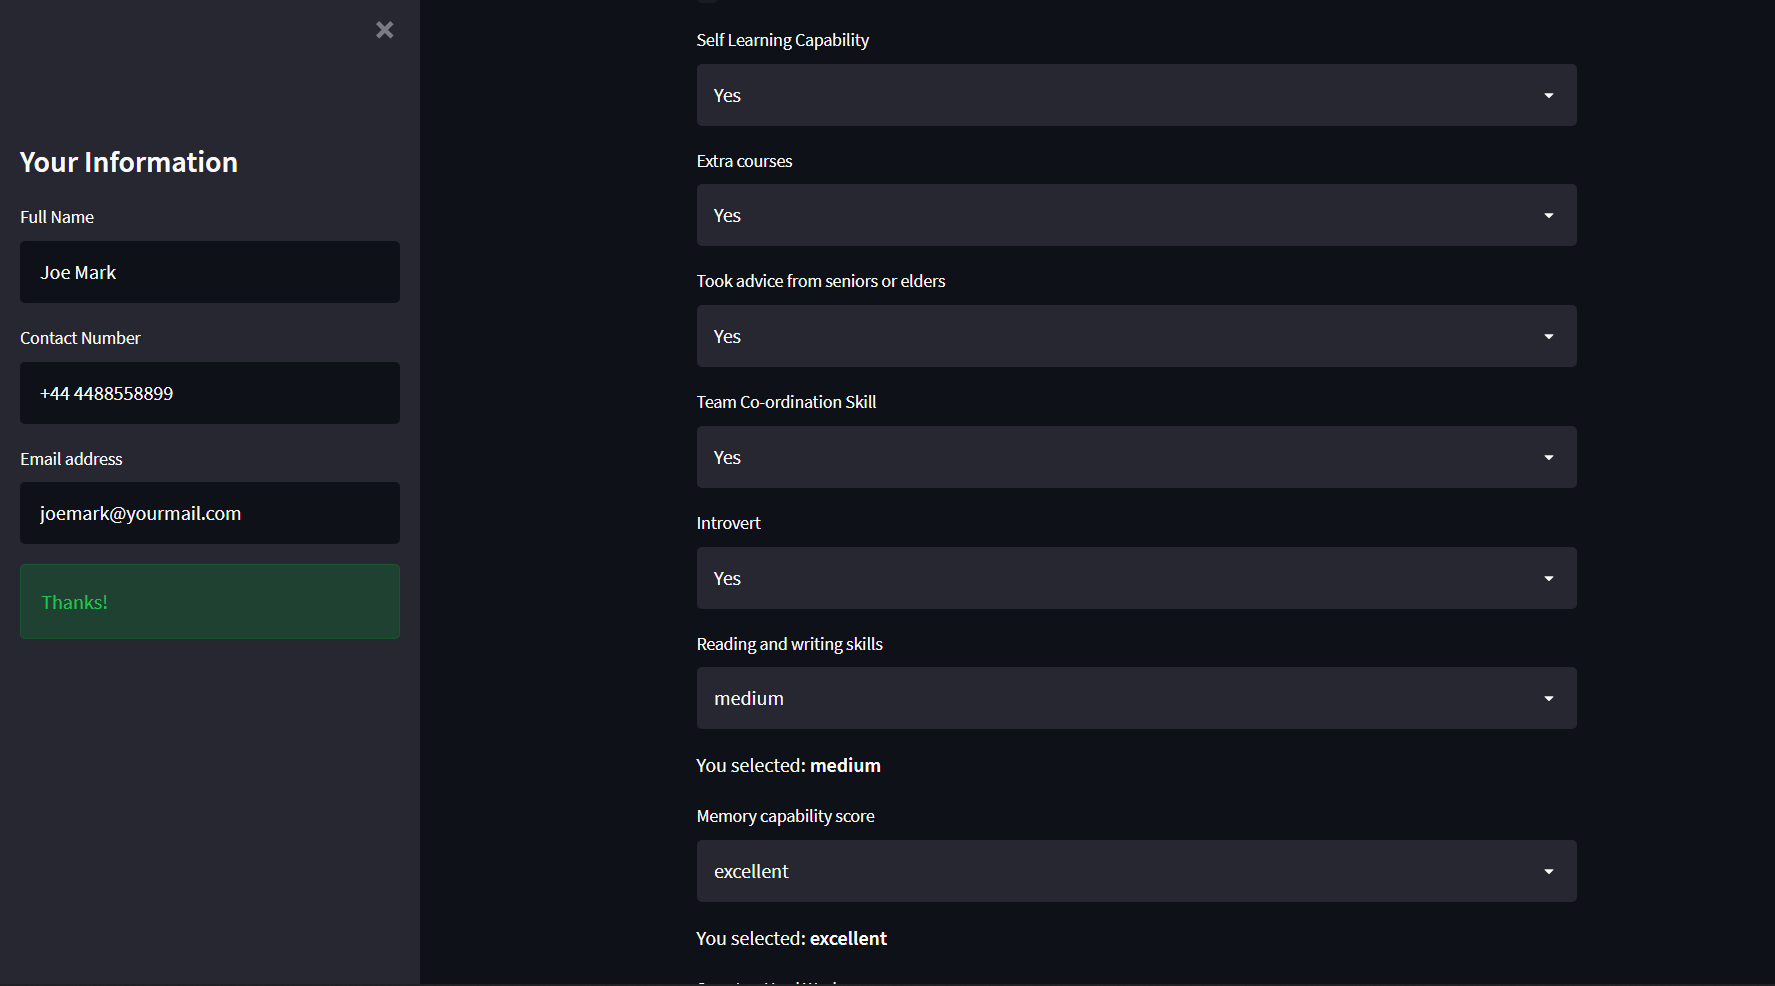 Your Information
Full Name
Joe Mark
Contact Number
+44 4488558899
Email address
joemark@yourmail.com
Thanks!
Self Learning Capability
Yes
Extra courses
Yes
Took advice from seniors or elders
Yes
Team Co-ordination Skill
Yes
Introvert
Yes
Reading and writing skills
medium
You selected: medium
Memory capability score
excellent
You selected: excellent